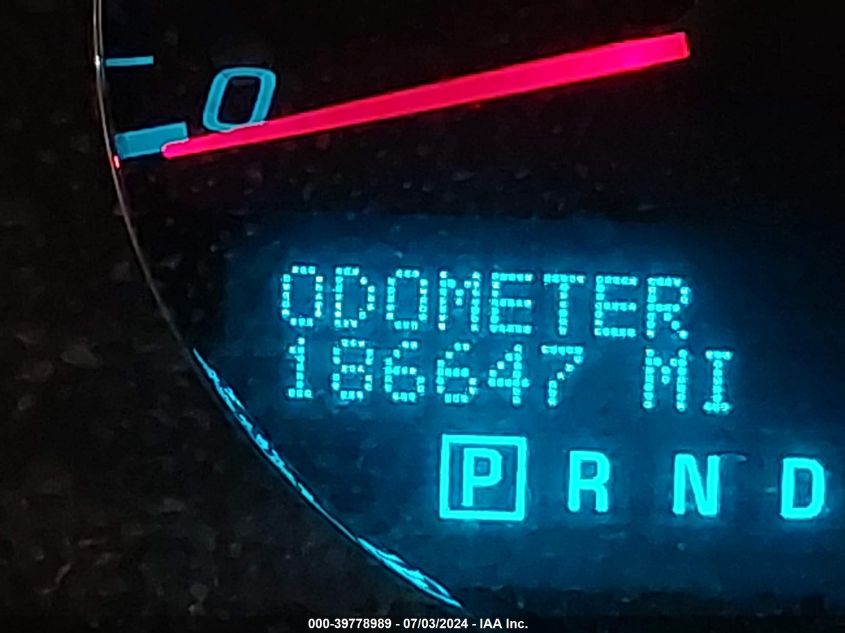 0
ODOMETER
186647 MI
P R N D
000-39778989 - 07/03/2024 - IAA Inc.